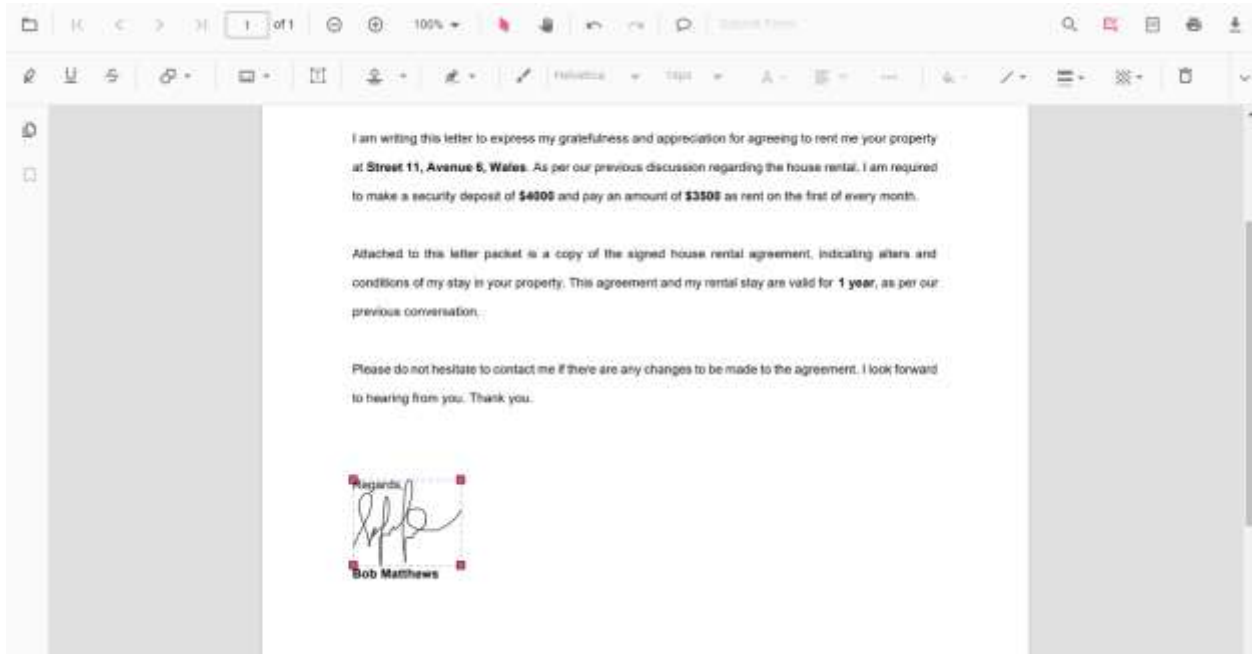 1 of 1 100% Submit Form
Helvetica 16px
I am writing this letter to express my gratefulness and appreciation for agreeing to rent me your property
at Street 11, Avenue 6, Wales. As per our previous discussion regarding the house rental. I am required
to make a security deposit of $4000 and pay an amount of $3500 as rent on the first of every month.
Attached to this letter packet is a copy of the signed house rental agreement, indicating alters and
conditions of my stay in your property. This agreement and my rental stay are valid for 1 year, as per our
previous conversation.
Please do not hesitate to contact me if there are any changes to be made to the agreement. I look forward
to hearing from you. Thank you.
Regards,
Bob Matthews